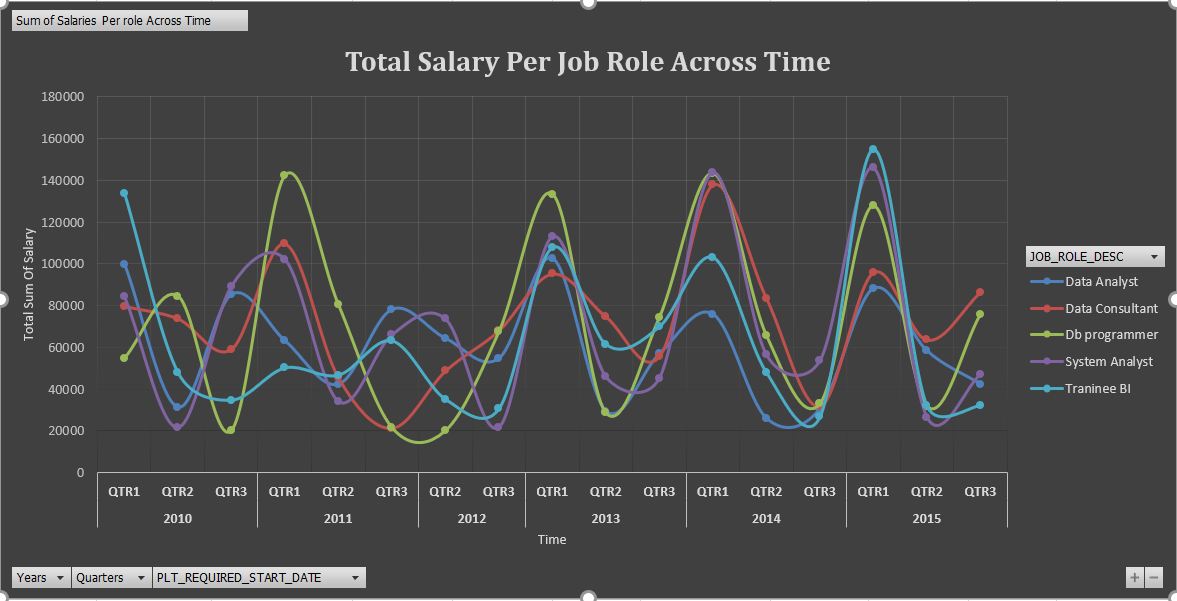 Sum of Salaries Per role Across Time
Total Salary Per Job Role Across Time
180000
160000
140000
120000
100000
80000
60000
40000
20000
0
Total Sum Of Salary
QTR1 QTR2 QTR3 QTR1 QTR2 QTR3 QTR2 QTR3 QTR1 QTR2 QTR3 QTR1 QTR2 QTR3 QTR1 QTR2 QTR3
2010 2011 2012 2013 2014 2015
Time
JOB_ROLE_DESC
Data Analyst
Data Consultant
Db programmer
System Analyst
Traninee BI
Years Quarters PLT_REQUIRED_START_DATE
+ −